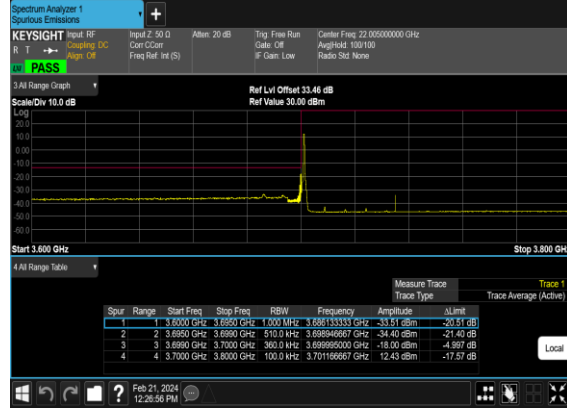 Spectrum Analyzer 1
Spurious Emissions
+
KEYSIGHT Input: RF Input Z: 50 Ω Atten: 20 dB Trig: Free Run Center Freq: 22.005000000 GHz
R T Coupling: DC Corr CCorr Gate: Off Avg|Hold: 100/100
Align: Off Freq Ref: Int (S) IF Gain: Low Radio Std: None
PASS
3 All Range Graph
Ref Lvl Offset 33.46 dB
Scale/Div 10.0 dB Ref Value 30.00 dBm
Log
20.0
10.0
0.00
-10.0
-20.0
-30.0
-40.0
-50.0
-60.0
Start 3.600 GHz Stop 3.800 GH
4 All Range Table
Measure Trace Trace 1
Trace Type Trace Average (Active)
Spur Range Start Freq Stop Freq RBW Frequency Amplitude ΔLimit
1 1 3.6000 GHz 3.6950 GHz 1.000 MHz 3.686133333 GHz -33.51 dBm -20.51 dB
2 2 3.6950 GHz 3.6990 GHz 510.0 kHz 3.698946667 GHz -34.40 dBm -21.40 dB
3 3 3.6990 GHz 3.7000 GHz 360.0 kHz 3.699995000 GHz -18.00 dBm -4.997 dB
4 4 3.7000 GHz 3.8000 GHz 100.0 kHz 3.701166667 GHz 12.43 dBm -17.57 dB
Local
?
Feb 21, 2024
12:26:56 PM